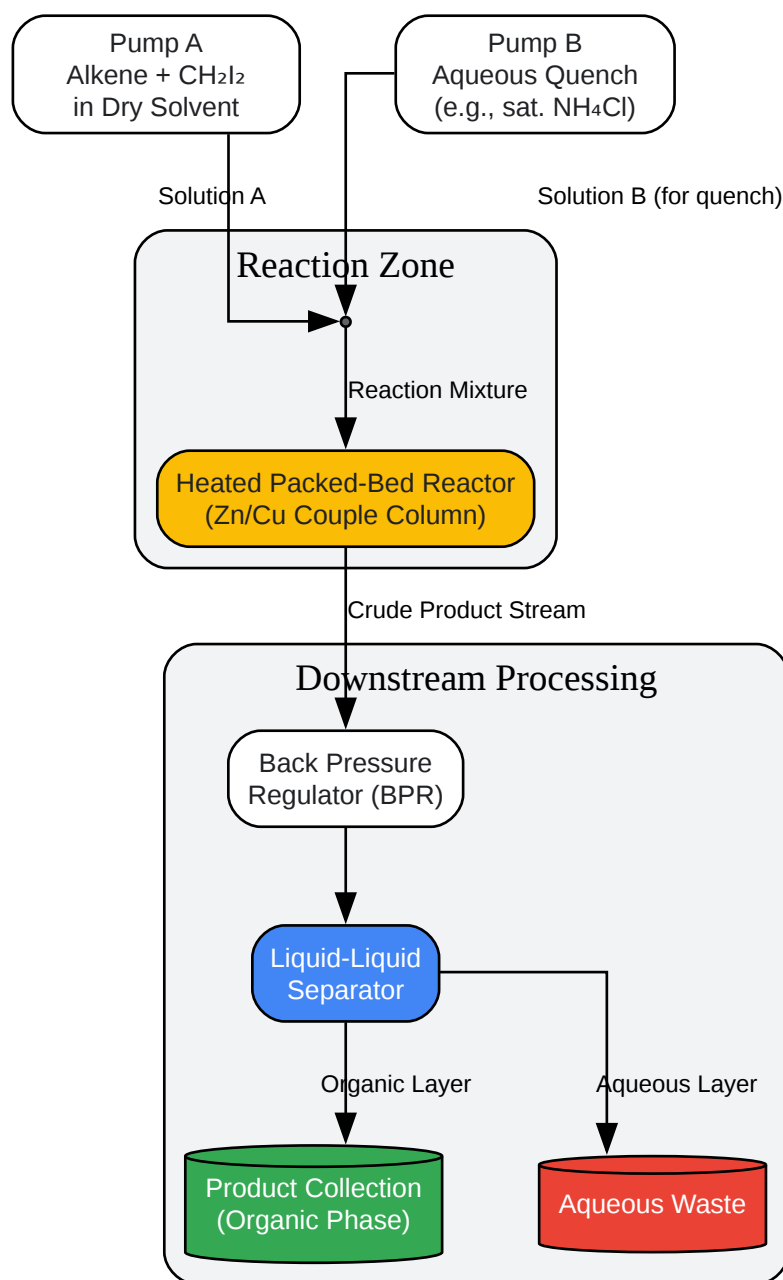 Pump A
Alkene + CH₂I₂
in Dry Solvent
Pump B
Aqueous Quench
(e.g., sat. NH₄Cl)
Solution A
Solution B (for quench)
Reaction Zone
Reaction Mixture
Heated Packed-Bed Reactor
(Zn/Cu Couple Column)
Crude Product Stream
Downstream Processing
Back Pressure
Regulator (BPR)
Liquid-Liquid
Separator
Organic Layer
Aqueous Layer
Product Collection
(Organic Phase)
Aqueous Waste